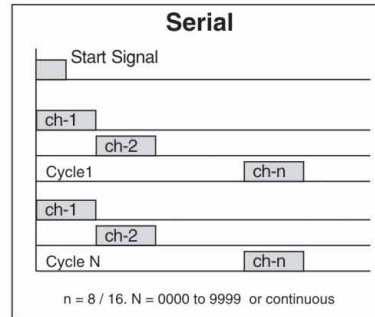 Serial
Start Signal
ch-1
ch-2
Cycle1 ch-n
ch-1
ch-2
Cycle N ch-n
n = 8 / 16. N = 0000 to 9999 or continuous